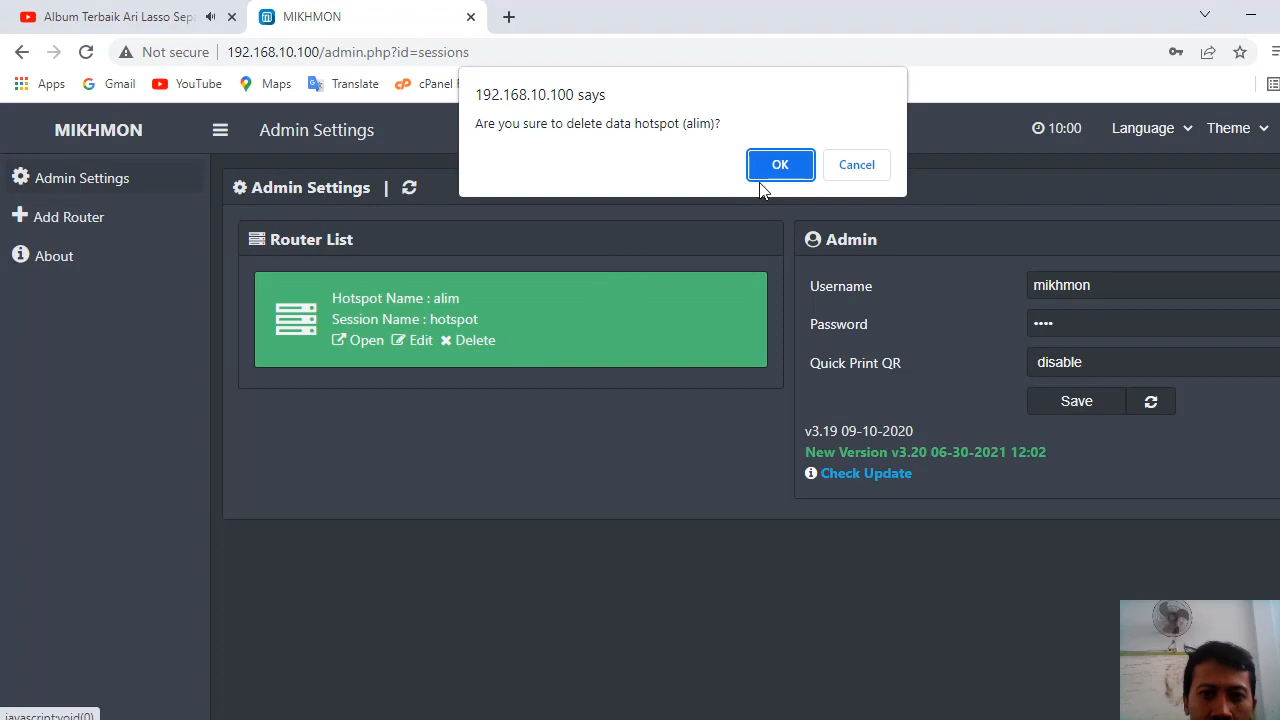 Album Terbaik Ari Lasso Sepa
MIKHMON
Not secure
192.168.10.100/admin.php?id=sessions
Apps
Gmail
YouTube
Maps
Translate
cPanel
192.168.10.100 says
Are you sure to delete data hotspot (alim)?
OK
Cancel
MIKHMON
Admin Settings
10:00
Language
Theme
Admin Settings
Add Router
About
Admin Settings |
Router List
Hotspot Name : alim
Session Name : hotspot
Open Edit Delete
Admin
Username
mikhmon
Password
••••
Quick Print QR
disable
Save
v3.19 09-10-2020
New Version v3.20 06-30-2021 12:02
Check Update
javascript:void(0)